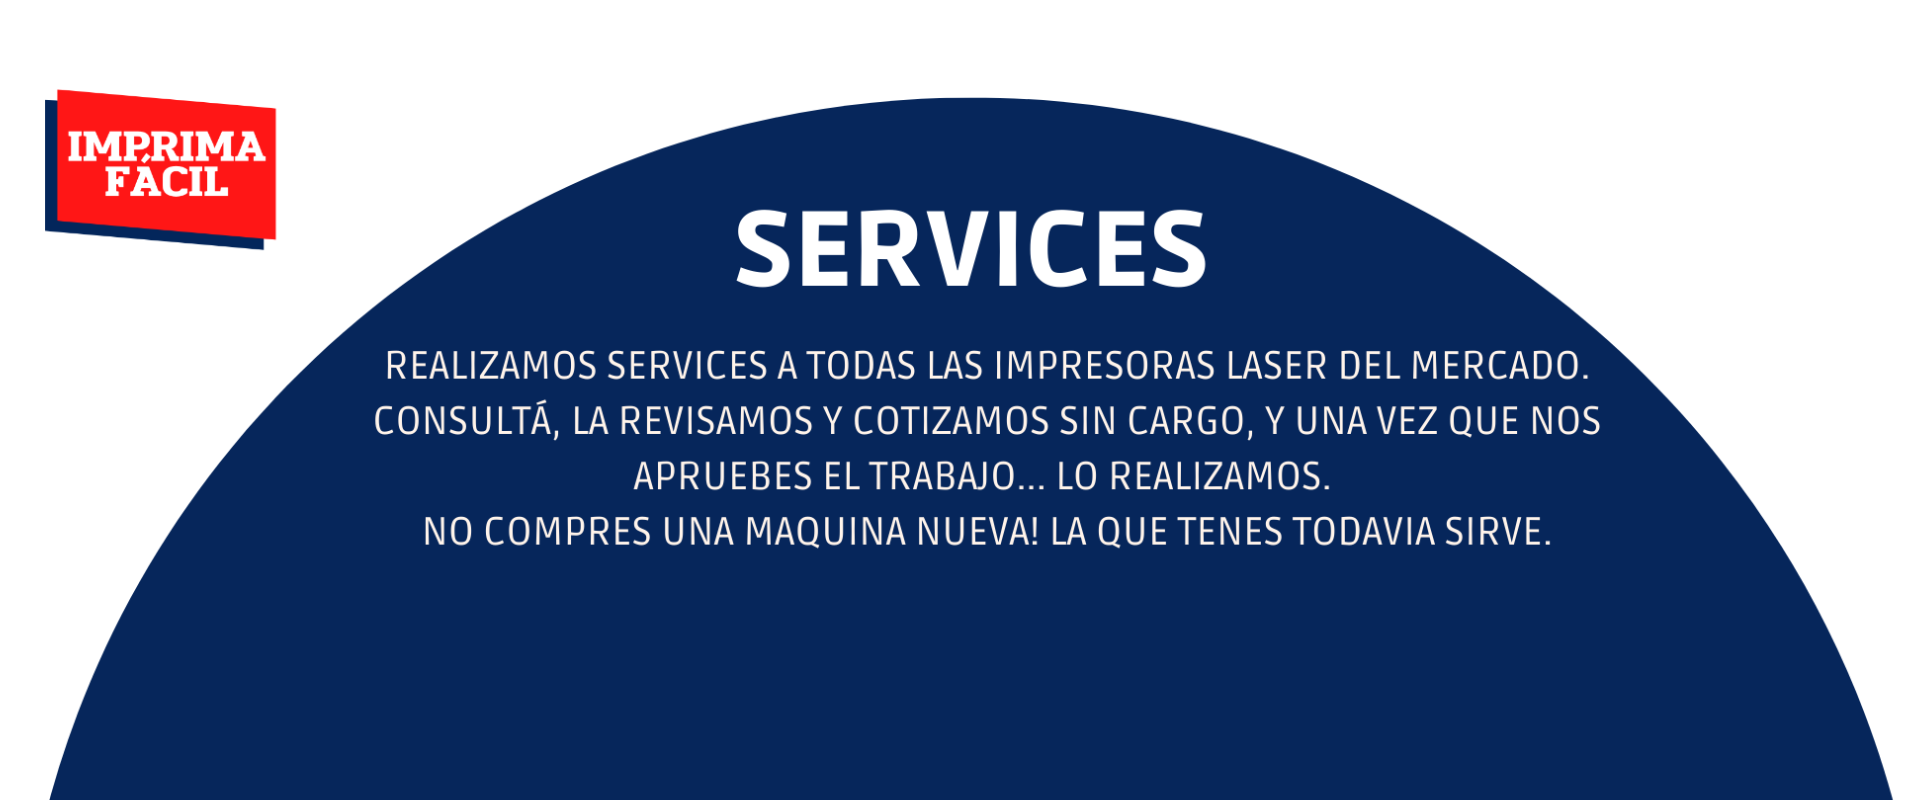 IMPRIMA
FÁCIL
SERVICES
REALIZAMOS SERVICES A TODAS LAS IMPRESORAS LASER DEL MERCADO.
CONSULTÁ, LA REVISAMOS Y COTIZAMOS SIN CARGO, Y UNA VEZ QUE NOS
APRUEBES EL TRABAJO... LO REALIZAMOS.
NO COMPRES UNA MAQUINA NUEVA! LA QUE TENES TODAVIA SIRVE.